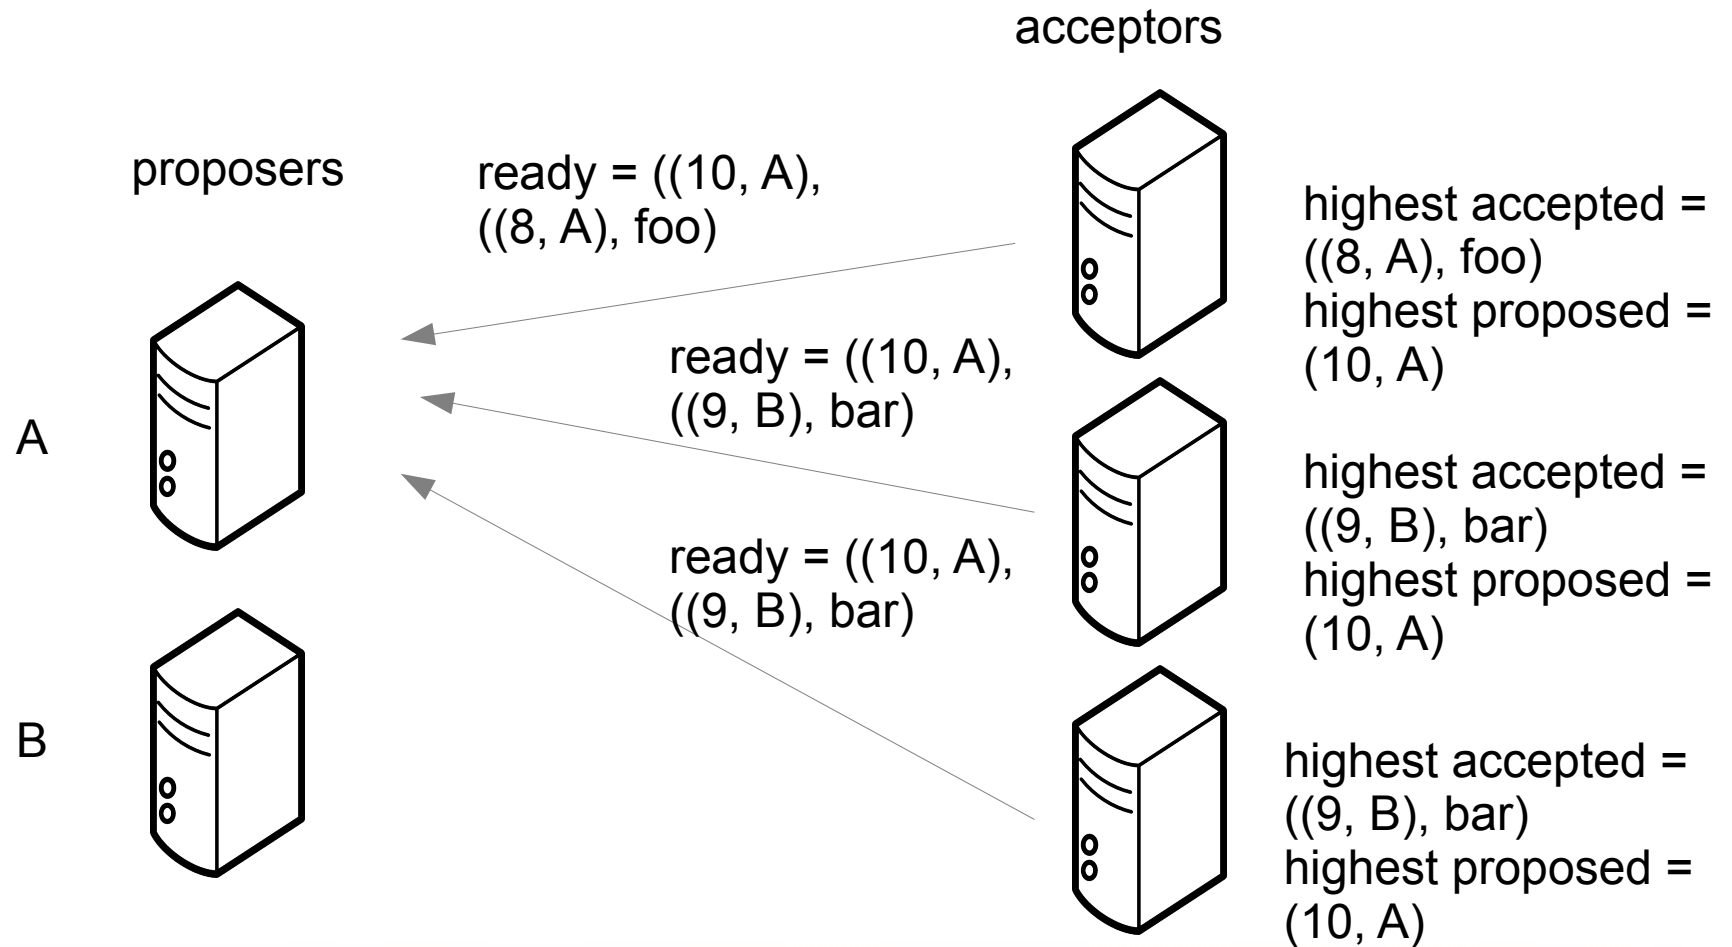 acceptors
proposers
ready = ((10, A),
((8, A), foo)
highest accepted =
((8, A), foo)
highest proposed =
(10, A)
ready = ((10, A),
((9, B), bar)
A
highest accepted =
((9, B), bar)
highest proposed =
(10, A)
ready = ((10, A),
((9, B), bar)
B
highest accepted =
((9, B), bar)
highest proposed =
(10, A)